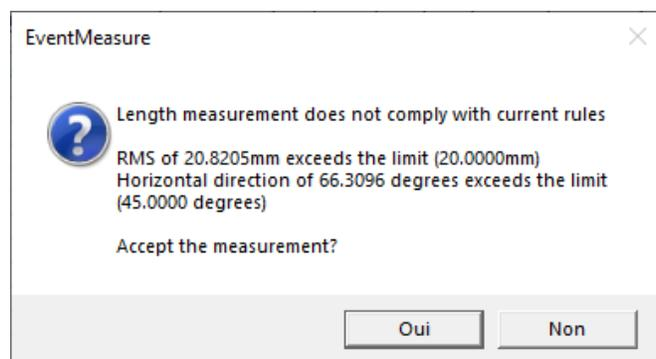 EventMeasure
Length measurement does not comply with current rules
RMS of 20.8205mm exceeds the limit (20.0000mm)
Horizontal direction of 66.3096 degrees exceeds the limit
(45.0000 degrees)
Accept the measurement?
Oui
Non